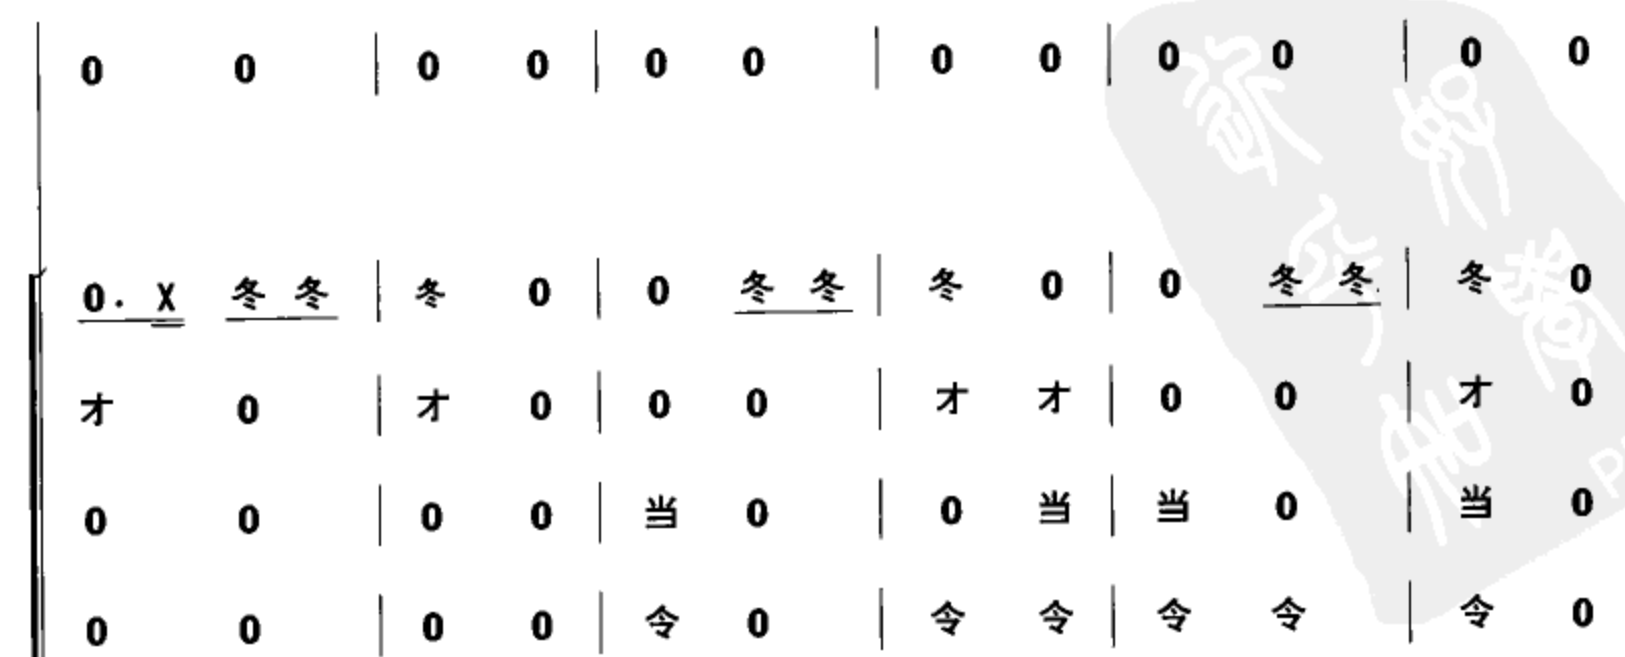 0 0 | 0 0 | 0 0 | 0 0 | 0 0 | 0 0
0. X 冬 冬 | 冬 0 | 0 冬 冬 | 冬 0 | 0 冬 冬 | 冬 0
才 0 | 才 0 | 0 0 | 才 才 | 0 0 | 才 0
0 0 | 0 0 | 当 0 | 0 当 | 当 0 | 当 0
0 0 | 0 0 | 令 0 | 令 令 | 令 令 | 令 0